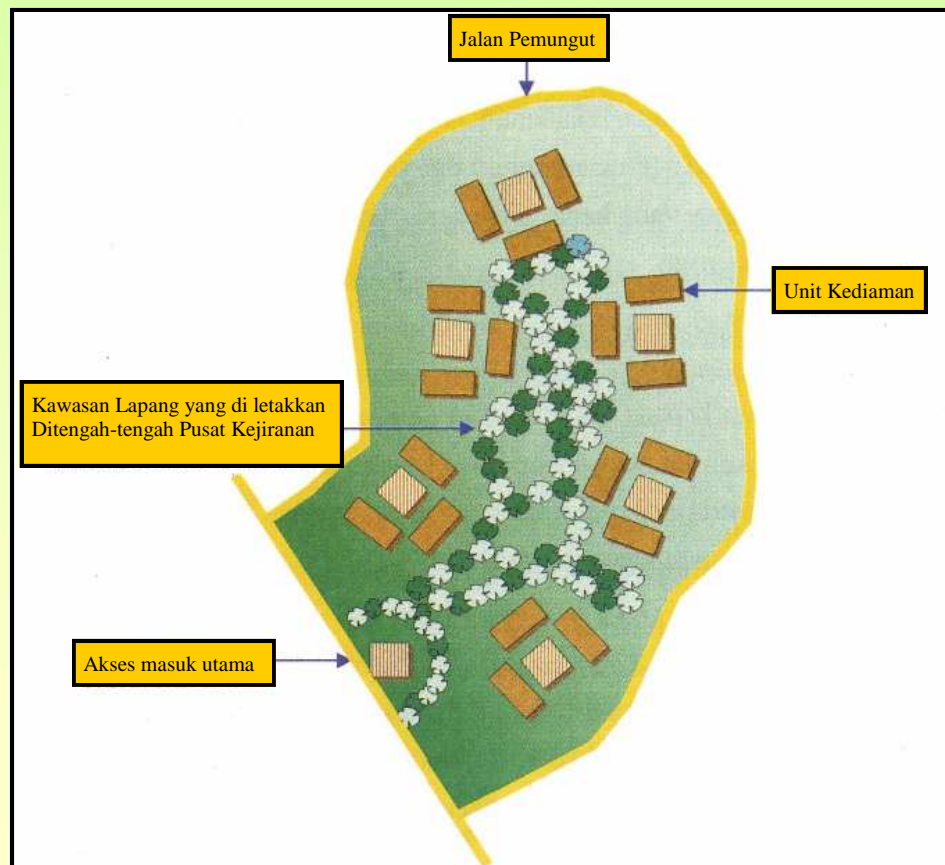 Jalan Pemungut
Unit Kediaman
Kawasan Lapang yang di letakkan
Ditengah-tengah Pusat Kejiranan
Akses masuk utama